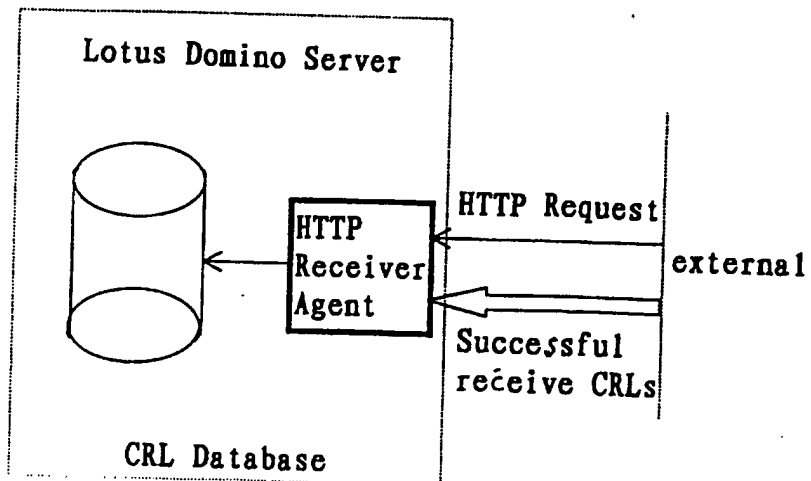 Lotus Domino Server
HTTP Request
HTTP
Receiver
Agent
external
Successful
receive CRLs
CRL Database